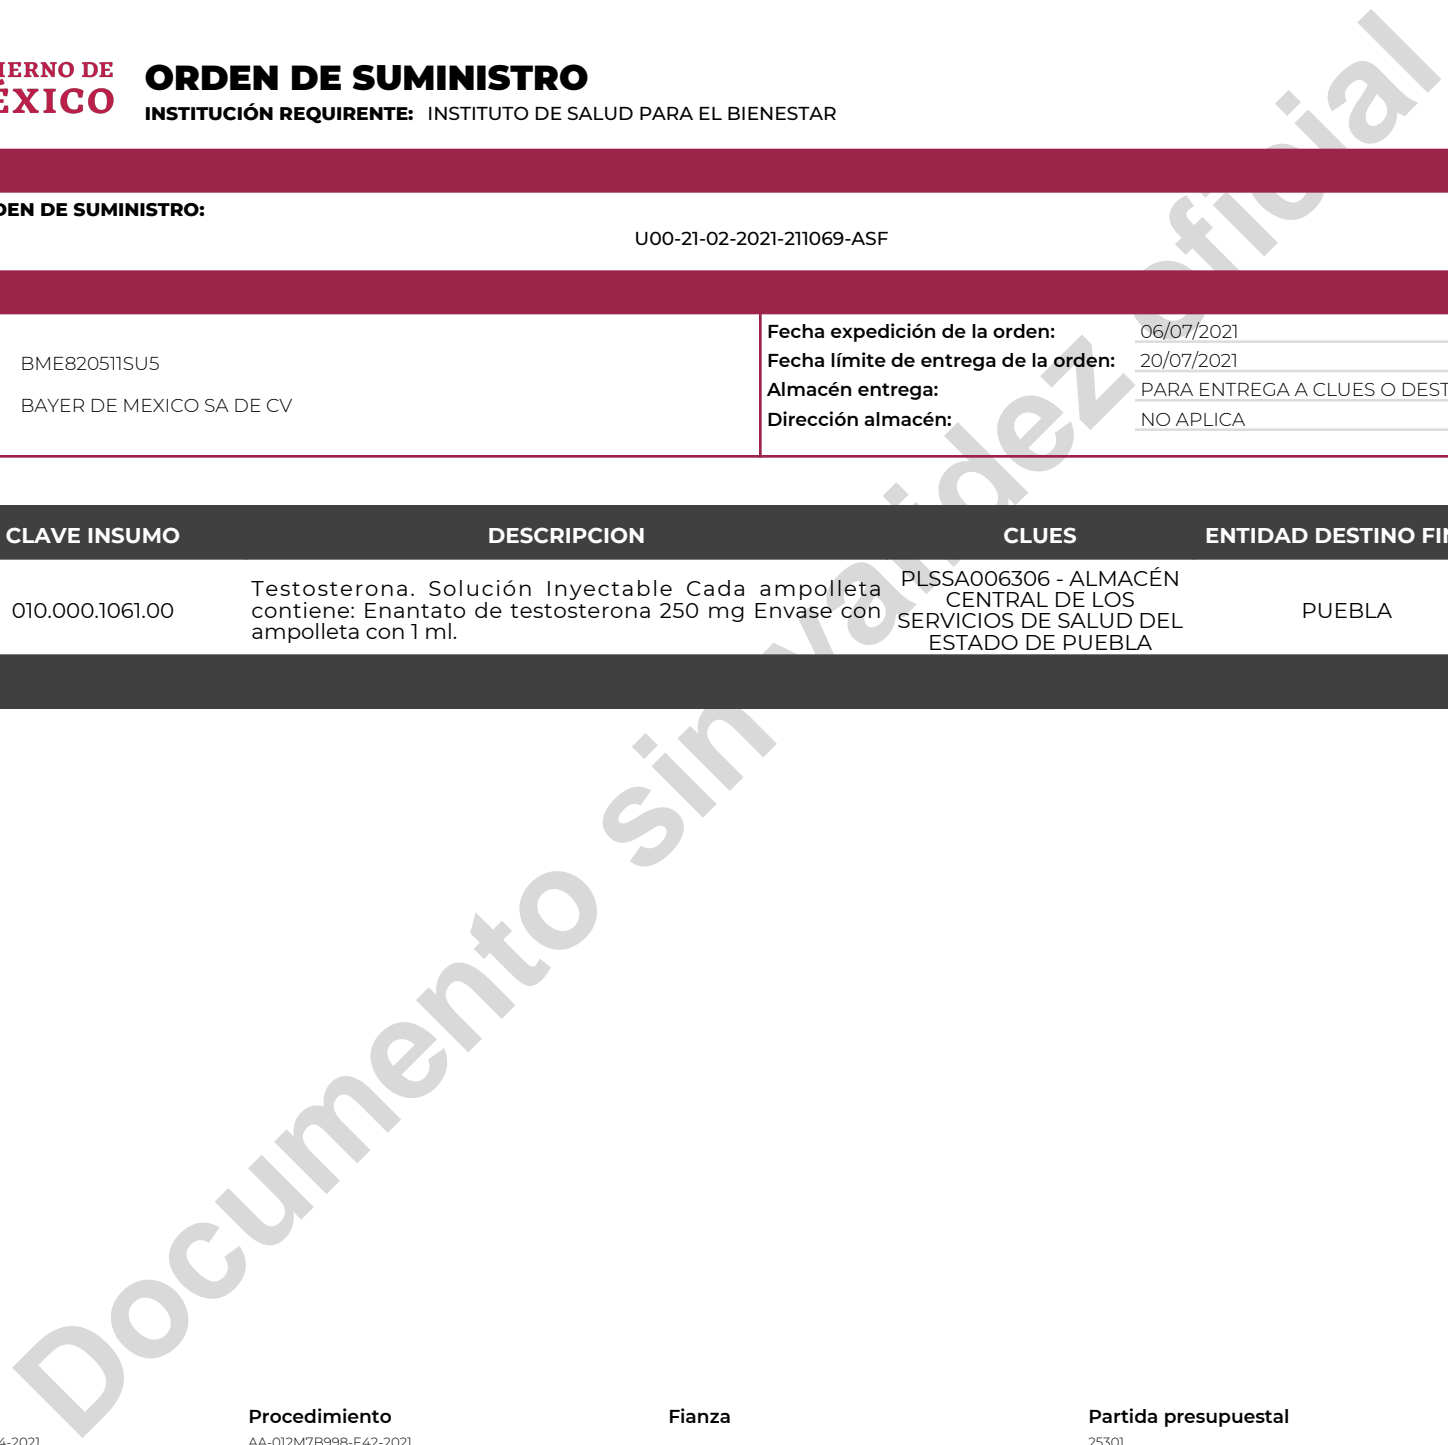 IERNO DE
ÉXICO
ORDEN DE SUMINISTRO
INSTITUCIÓN REQUIRENTE: INSTITUTO DE SALUD PARA EL BIENESTAR
DEN DE SUMINISTRO:
U00-21-02-2021-211069-ASF
BME820511SU5
BAYER DE MEXICO SA DE CV
Fecha expedición de la orden: 06/07/2021
Fecha límite de entrega de la orden: 20/07/2021
Almacén entrega: PARA ENTREGA A CLUES O DEST
Dirección almacén: NO APLICA
CLAVE INSUMO DESCRIPCION CLUES ENTIDAD DESTINO FIN
010.000.1061.00
Testosterona. Solución Inyectable Cada ampolleta
contiene: Enantato de testosterona 250 mg Envase con
ampolleta con 1 ml.
PLSSA006306 - ALMACÉN
CENTRAL DE LOS
SERVICIOS DE SALUD DEL
ESTADO DE PUEBLA
PUEBLA
Documento sin validez oficial
Procedimiento Fianza Partida presupuestal
4-2021 AA-012M7B998-E42-2021 25301